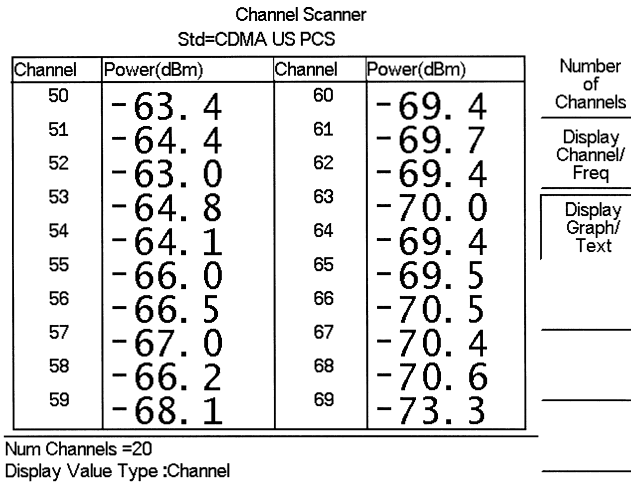 Channel Scanner
Std=CDMA US PCS
Channel Power(dBm) Channel Power(dBm)
50 -63.4 60 -69.4
51 -64.4 61 -69.7
52 -63.0 62 -69.4
53 -64.8 63 -70.0
54 -64.1 64 -69.4
55 -66.0 65 -69.5
56 -66.5 66 -70.5
57 -67.0 67 -70.4
58 -66.2 68 -70.6
59 -68.1 69 -73.3
Num Channels =20
Display Value Type :Channel
Number
of
Channels
Display
Channel/
Freq
Display
Graph/
Text